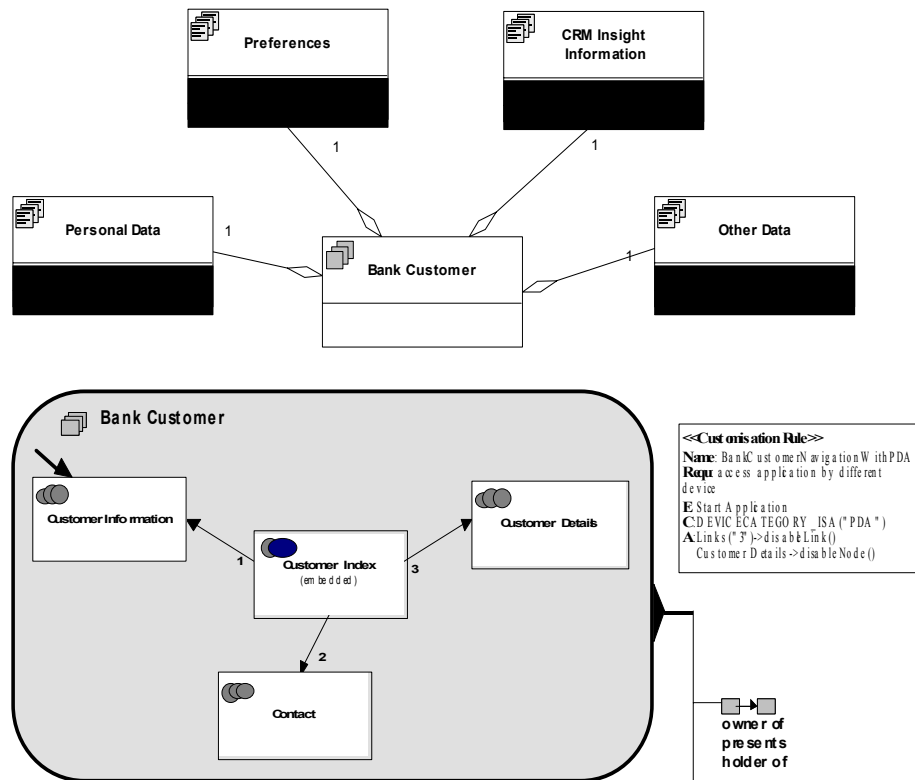 Preferences
CRM Insight
Information
1
1
Personal Data
1
Bank Customer
1
Other Data
Bank Customer
<<Customisation Rule>>
Name: BankCustomerNavigationWithPDA
Requ: access application by different
device
E: Start Application
C:DEVICECATEGORY_ISA("PDA")
A:Links("3")->disableLink()
Customer Details->disableNode()
Customer Information
Customer Details
1
Customer Index
(embedded)
3
2
Contact
owner of
presents
holder of